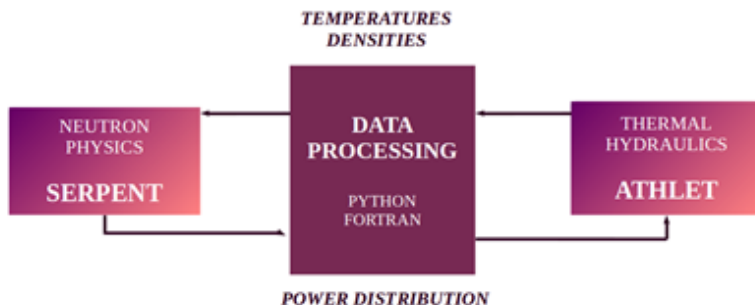 TEMPERATURES
DENSITIES
NEUTRON
PHYSICS
SERPENT
DATA
PROCESSING
PYTHON
FORTRAN
THERMAL
HYDRAULICS
ATHLET
POWER DISTRIBUTION